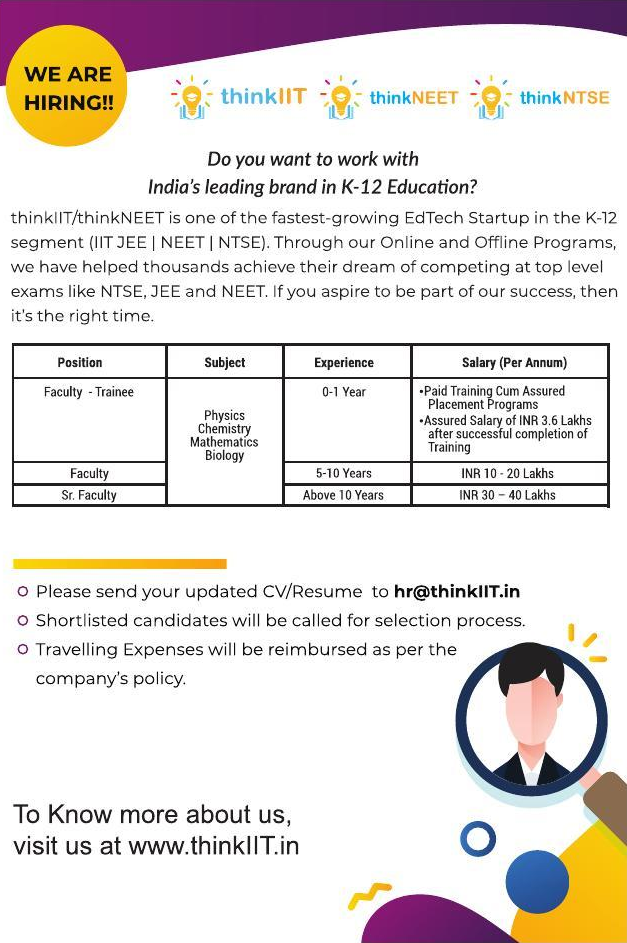 WE ARE
HIRING!!
thinkIIT thinkNEET thinkNTSE
Do you want to work with
India's leading brand in K-12 Education?
thinkIIT/thinkNEET is one of the fastest-growing EdTech Startup in the K-12
segment (IIT JEE | NEET | NTSE). Through our Online and Offline Programs,
we have helped thousands achieve their dream of competing at top level
exams like NTSE, JEE and NEET. If you aspire to be part of our success, then
it's the right time.
Position Subject Experience Salary (Per Annum)
Faculty - Trainee
Physics
Chemistry
Mathematics
Biology
0-1 Year
•Paid Training Cum Assured
Placement Programs
•Assured Salary of INR 3.6 Lakhs
after successful completion of
Training
Faculty 5-10 Years INR 10 - 20 Lakhs
Sr. Faculty Above 10 Years INR 30 – 40 Lakhs
Please send your updated CV/Resume to hr@thinkIIT.in
Shortlisted candidates will be called for selection process.
Travelling Expenses will be reimbursed as per the
company's policy.
To Know more about us,
visit us at www.thinkIIT.in